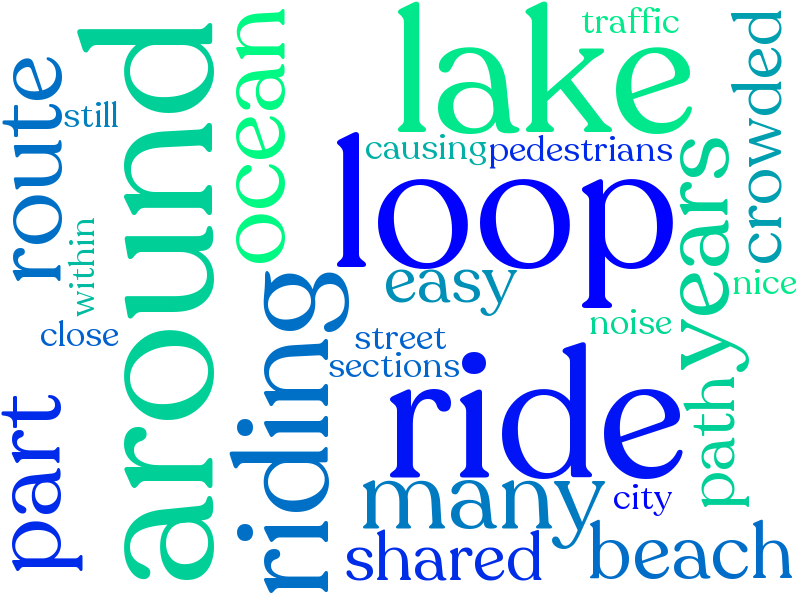 route
still
within
close
part
around
ocean
riding
lake
traffic
causing
pedestrians
loop
easy
street
sections
noise
ride
many
city
shared
beach
years
path
crowded
nice